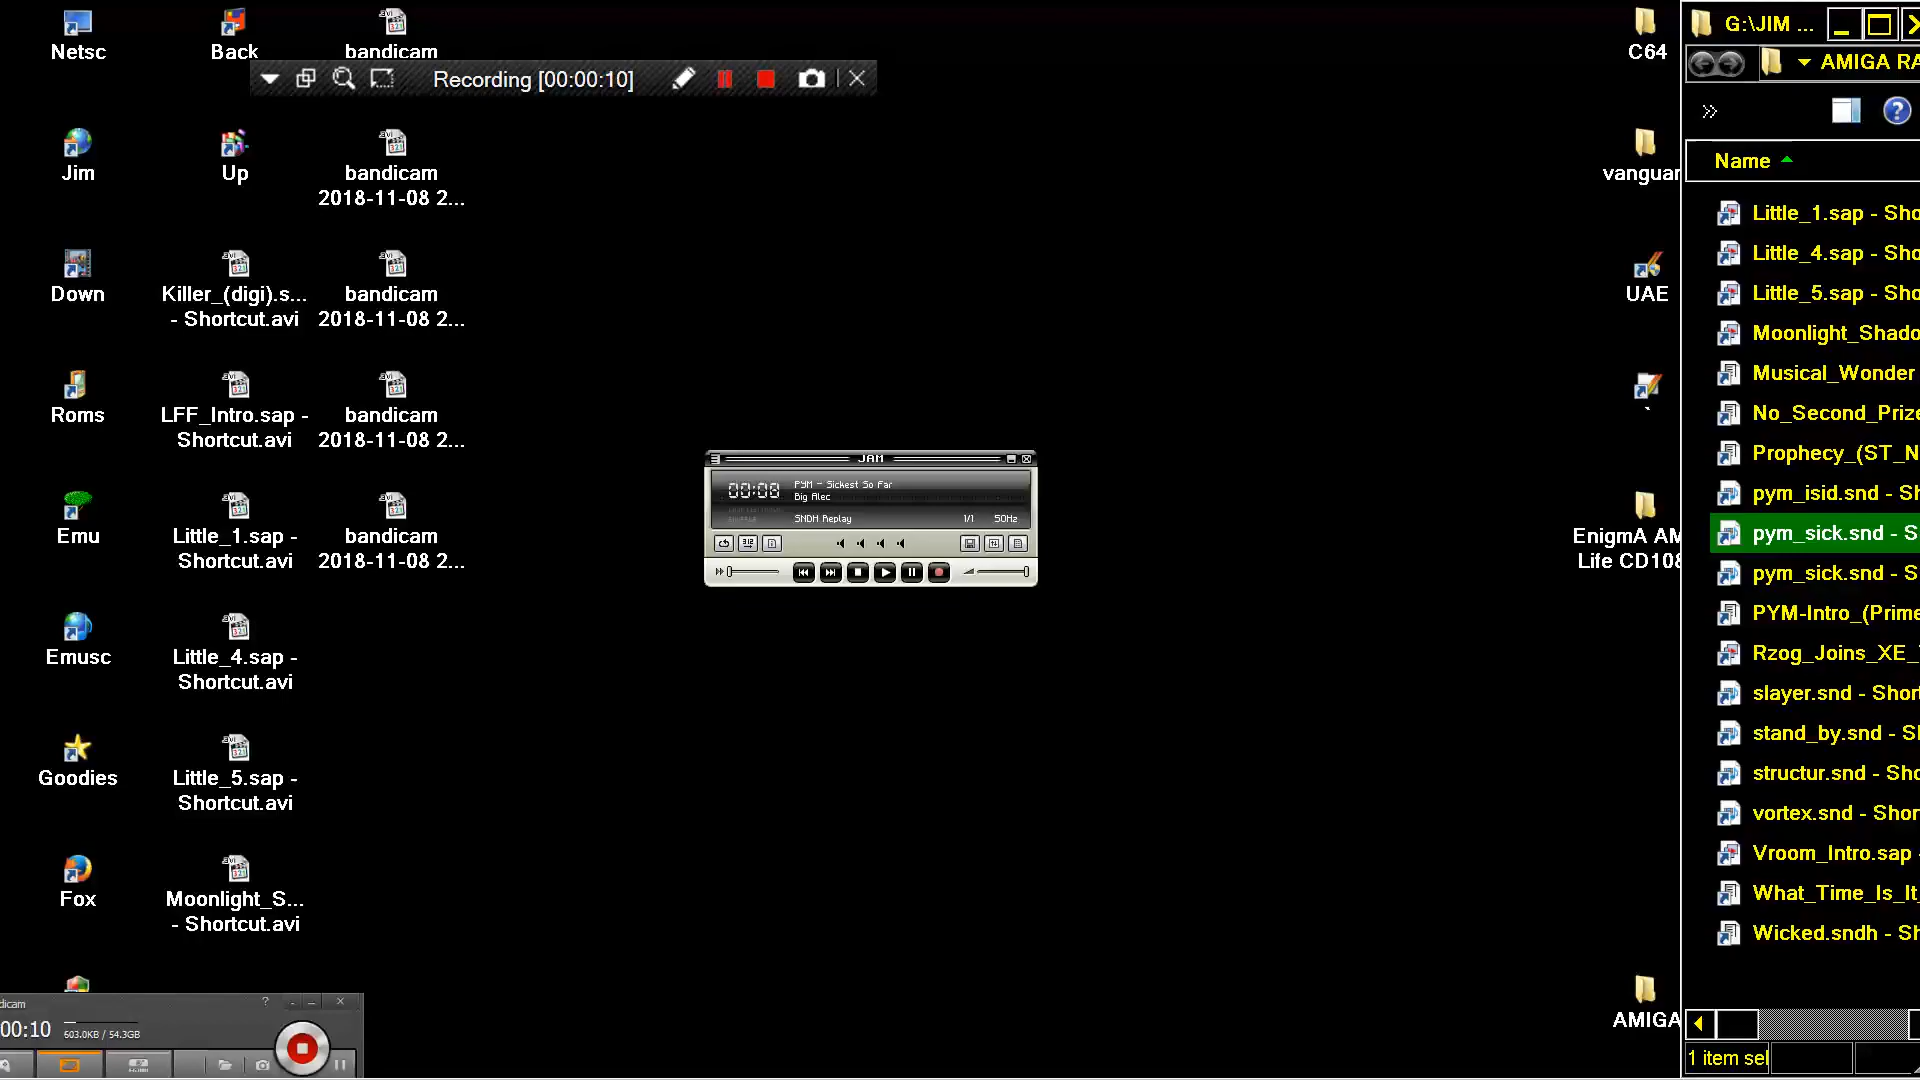 Netsc
Back
bandicam
Recording [00:00:10]
Jim
Up
bandicam
2018-11-08 2...
Down
Killer_(digi).s...
- Shortcut.avi
bandicam
2018-11-08 2...
Roms
LFF_Intro.sap -
Shortcut.avi
bandicam
2018-11-08 2...
Emu
Little_1.sap -
Shortcut.avi
bandicam
2018-11-08 2...
Emusc
Little_4.sap -
Shortcut.avi
Goodies
Little_5.sap -
Shortcut.avi
Fox
Moonlight_S...
- Shortcut.avi
JAM
00:08
PYM - Sickest So Far
Big Alec
SNDH Replay
1/1
50Hz
C64
vanguar
UAE
.
EnigmA AM
Life CD108
AMIGA
G:\JIM ...
AMIGA RA
Name
Little_1.sap - Sho
Little_4.sap - Sho
Little_5.sap - Sho
Moonlight_Shado
Musical_Wonder
No_Second_Prize
Prophecy_(ST_N
pym_isid.snd - Sh
pym_sick.snd - S
pym_sick.snd - S
PYM-Intro_(Prime
Rzog_Joins_XE_
slayer.snd - Short
stand_by.snd - Sh
structur.snd - Sho
vortex.snd - Shor
Vroom_Intro.sap -
What_Time_Is_It_
Wicked.sndh - Sh
1 item sel
dicam
00:10
603.0KB / 54.3GB